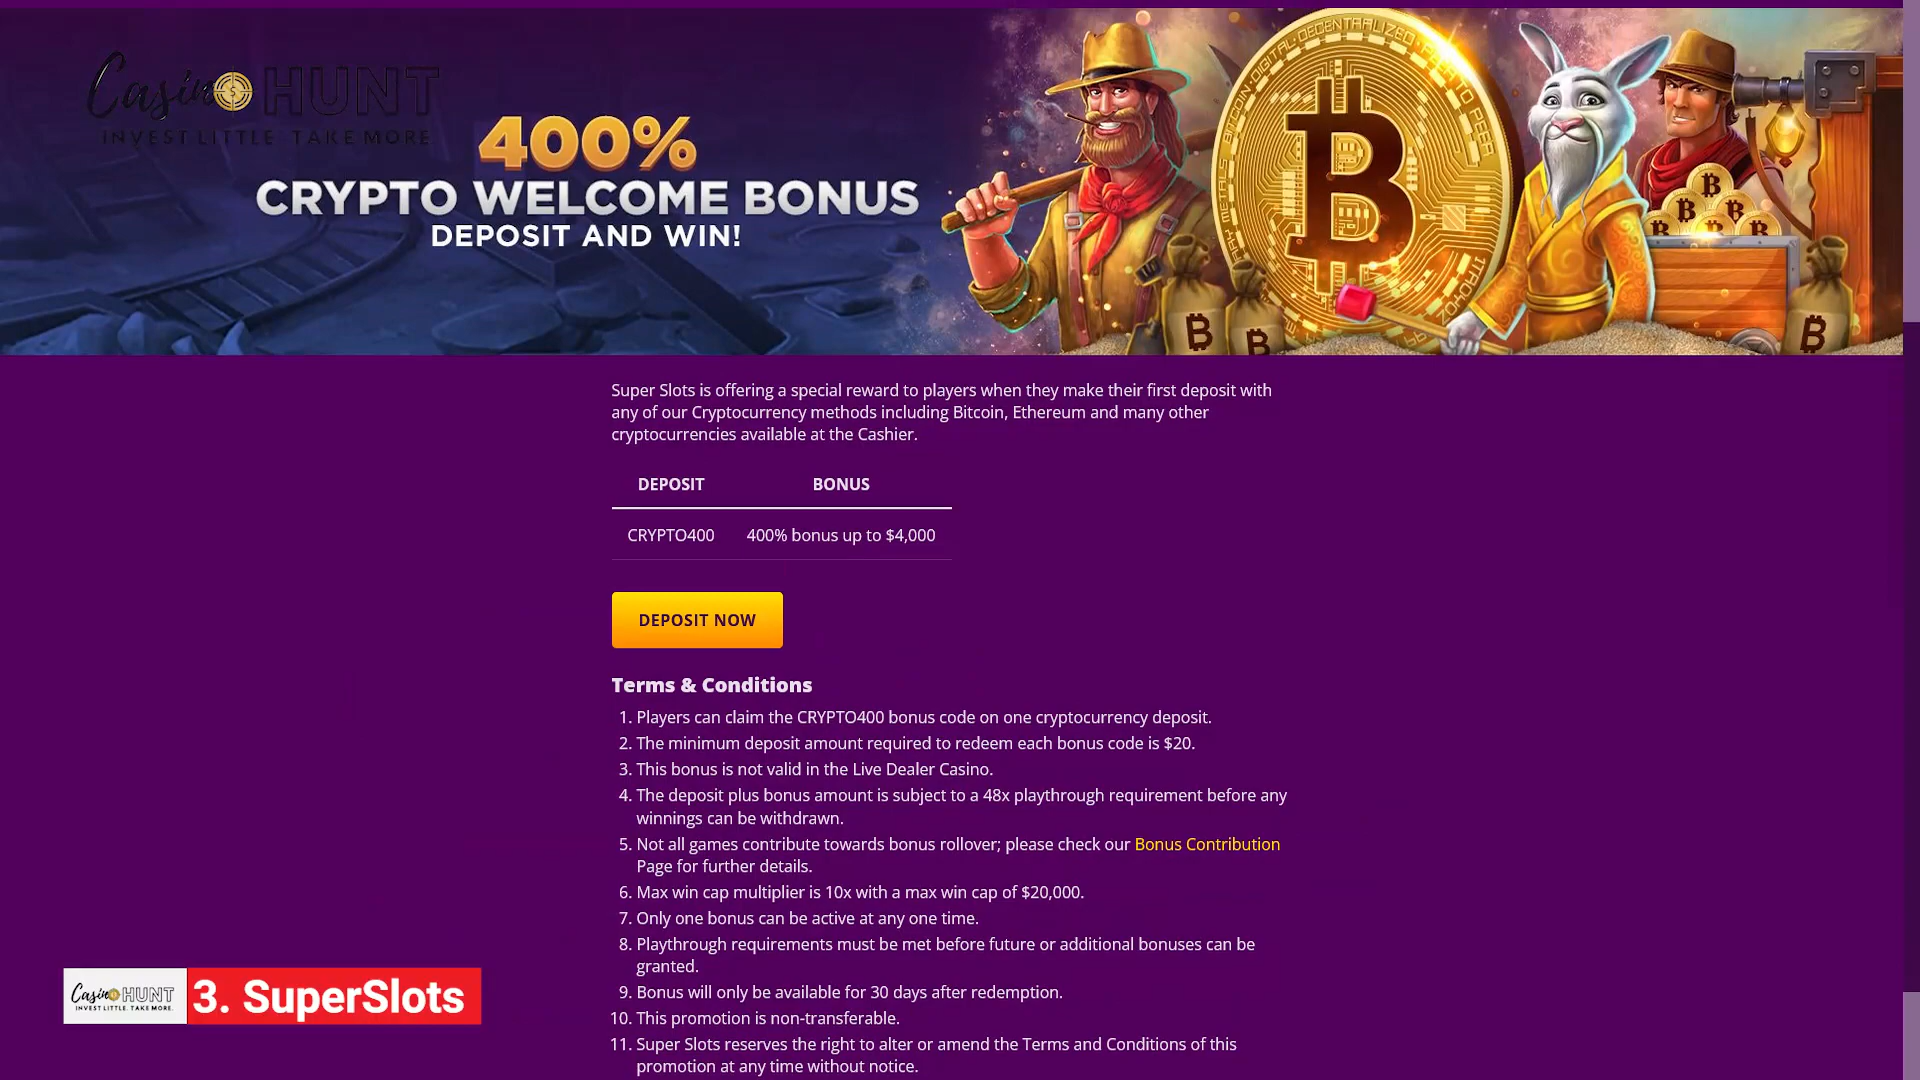 Casino HUNT
INVEST LITTLE. TAKE MORE.
400%
CRYPTO WELCOME BONUS
DEPOSIT AND WIN!
Super Slots is offering a special reward to players when they make their first deposit with
any of our Cryptocurrency methods including Bitcoin, Ethereum and many other
cryptocurrencies available at the Cashier.
DEPOSIT BONUS
CRYPTO400 400% bonus up to $4,000
DEPOSIT NOW
Terms & Conditions
1. Players can claim the CRYPTO400 bonus code on one cryptocurrency deposit.
2. The minimum deposit amount required to redeem each bonus code is $20.
3. This bonus is not valid in the Live Dealer Casino.
4. The deposit plus bonus amount is subject to a 48x playthrough requirement before any
winnings can be withdrawn.
5. Not all games contribute towards bonus rollover; please check our Bonus Contribution
Page for further details.
6. Max win cap multiplier is 10x with a max win cap of $20,000.
7. Only one bonus can be active at any one time.
8. Playthrough requirements must be met before future or additional bonuses can be
granted.
9. Bonus will only be available for 30 days after redemption.
10. This promotion is non-transferable.
11. Super Slots reserves the right to alter or amend the Terms and Conditions of this
promotion at any time without notice.
Casino HUNT
INVEST LITTLE. TAKE MORE.
3. SuperSlots